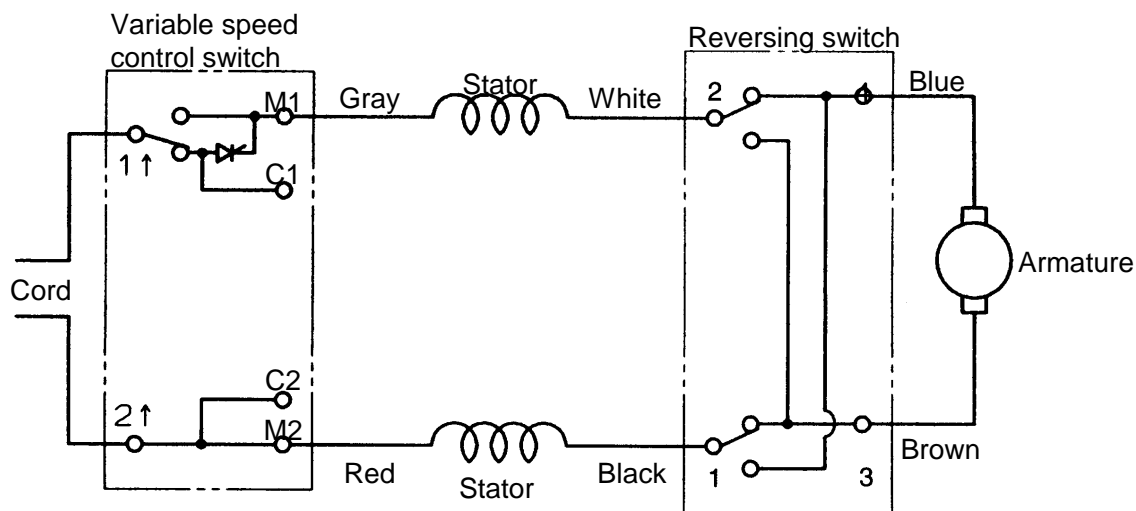 Variable speed
control switch
Reversing switch
M1
Gray
Stator
White
2
4
Blue
1↑
C1
Cord
Armature
C2
2↑
M2
Red
Stator
Black
1
3
Brown